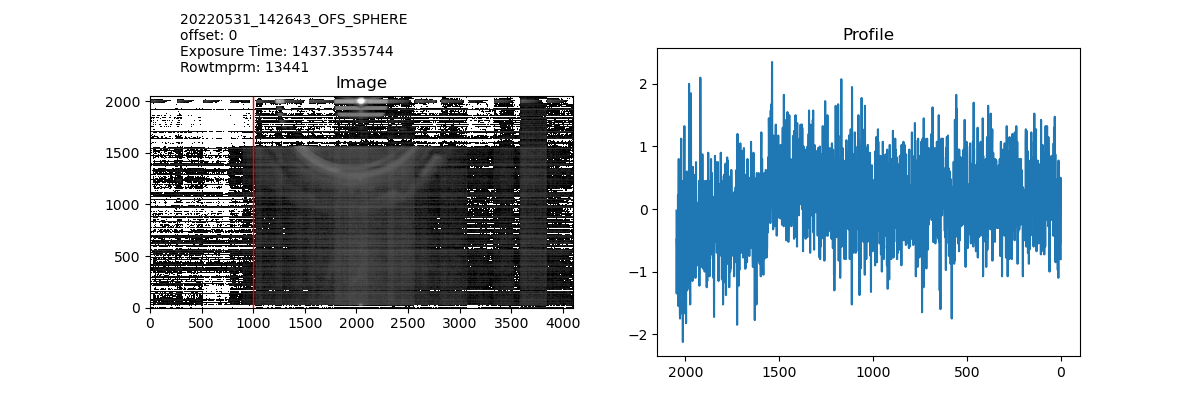 20220531_142643_OFS_SPHERE
offset: 0
Exposure Time: 1437.3535744
Rowtmprm: 13441
Image
2000
1500
1000
500
0
0 500 1000 1500 2000 2500 3000 3500 4000
Profile
2
1
0
−1
−2
2000 1500 1000 500 0